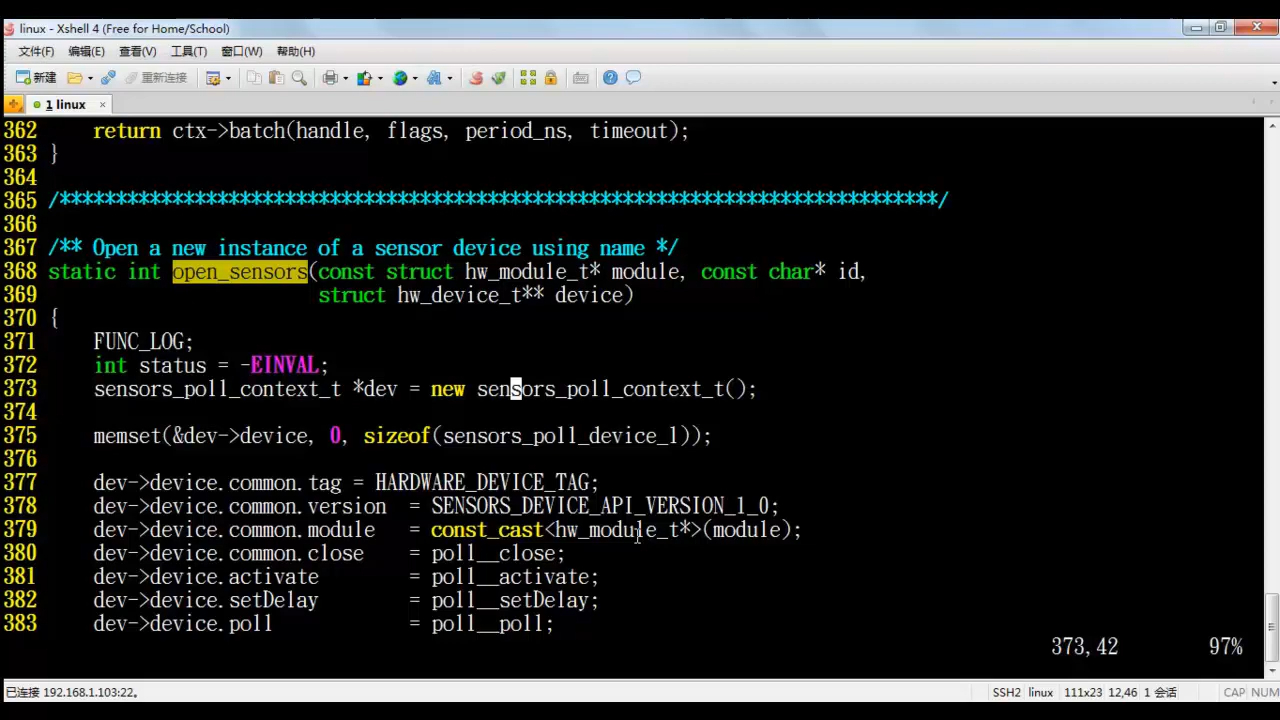 linux - Xshell 4 (Free for Home/School)
文件(F) 编辑(E) 查看(V) 工具(T) 窗口(W) 帮助(H)
新建 重新连接
1 linux
362     return ctx->batch(handle, flags, period_ns, timeout);
363 }
364
365 /******************************************************************************/
366
367 /** Open a new instance of a sensor device using name */
368 static int open_sensors(const struct hw_module_t* module, const char* id,
369                         struct hw_device_t** device)
370 {
371     FUNC_LOG;
372     int status = -EINVAL;
373     sensors_poll_context_t *dev = new sensors_poll_context_t();
374
375     memset(&dev->device, 0, sizeof(sensors_poll_device_1));
376
377     dev->device.common.tag = HARDWARE_DEVICE_TAG;
378     dev->device.common.version  = SENSORS_DEVICE_API_VERSION_1_0;
379     dev->device.common.module   = const_cast<hw_module_t*>(module);
380     dev->device.common.close    = poll__close;
381     dev->device.activate        = poll__activate;
382     dev->device.setDelay        = poll__setDelay;
383     dev->device.poll            = poll__poll;
373,42 97%
已连接 192.168.1.103:22。 SSH2 linux 111x23 12,46 1 会话 CAP NUM